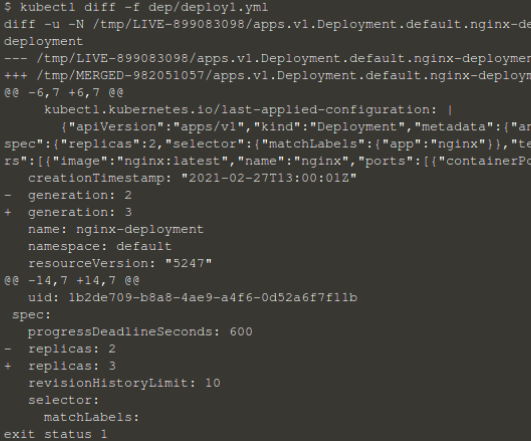 $ kubectl diff -f dep/deploy1.yml
diff -u -N /tmp/LIVE-899083098/apps.v1.Deployment.default.nginx-de
deployment
--- /tmp/LIVE-899083098/apps.v1.Deployment.default.nginx-deploymen
+++ /tmp/MERGED-982051057/apps.v1.Deployment.default.nginx-deploym
@@ -6,7 +6,7 @@
     kubectl.kubernetes.io/last-applied-configuration: |
       {"apiVersion":"apps/v1","kind":"Deployment","metadata":{"an
spec":{"replicas":2,"selector":{"matchLabels":{"app":"nginx"}},"te
rs":[{"image":"nginx:latest","name":"nginx","ports":[{"containerPo
   creationTimestamp: "2021-02-27T13:00:01Z"
-  generation: 2
+  generation: 3
   name: nginx-deployment
   namespace: default
   resourceVersion: "5247"
@@ -14,7 +14,7 @@
   uid: 1b2de709-b8a8-4ae9-a4f6-0d52a6f7f11b
 spec:
   progressDeadlineSeconds: 600
-  replicas: 2
+  replicas: 3
   revisionHistoryLimit: 10
   selector:
     matchLabels:
exit status 1